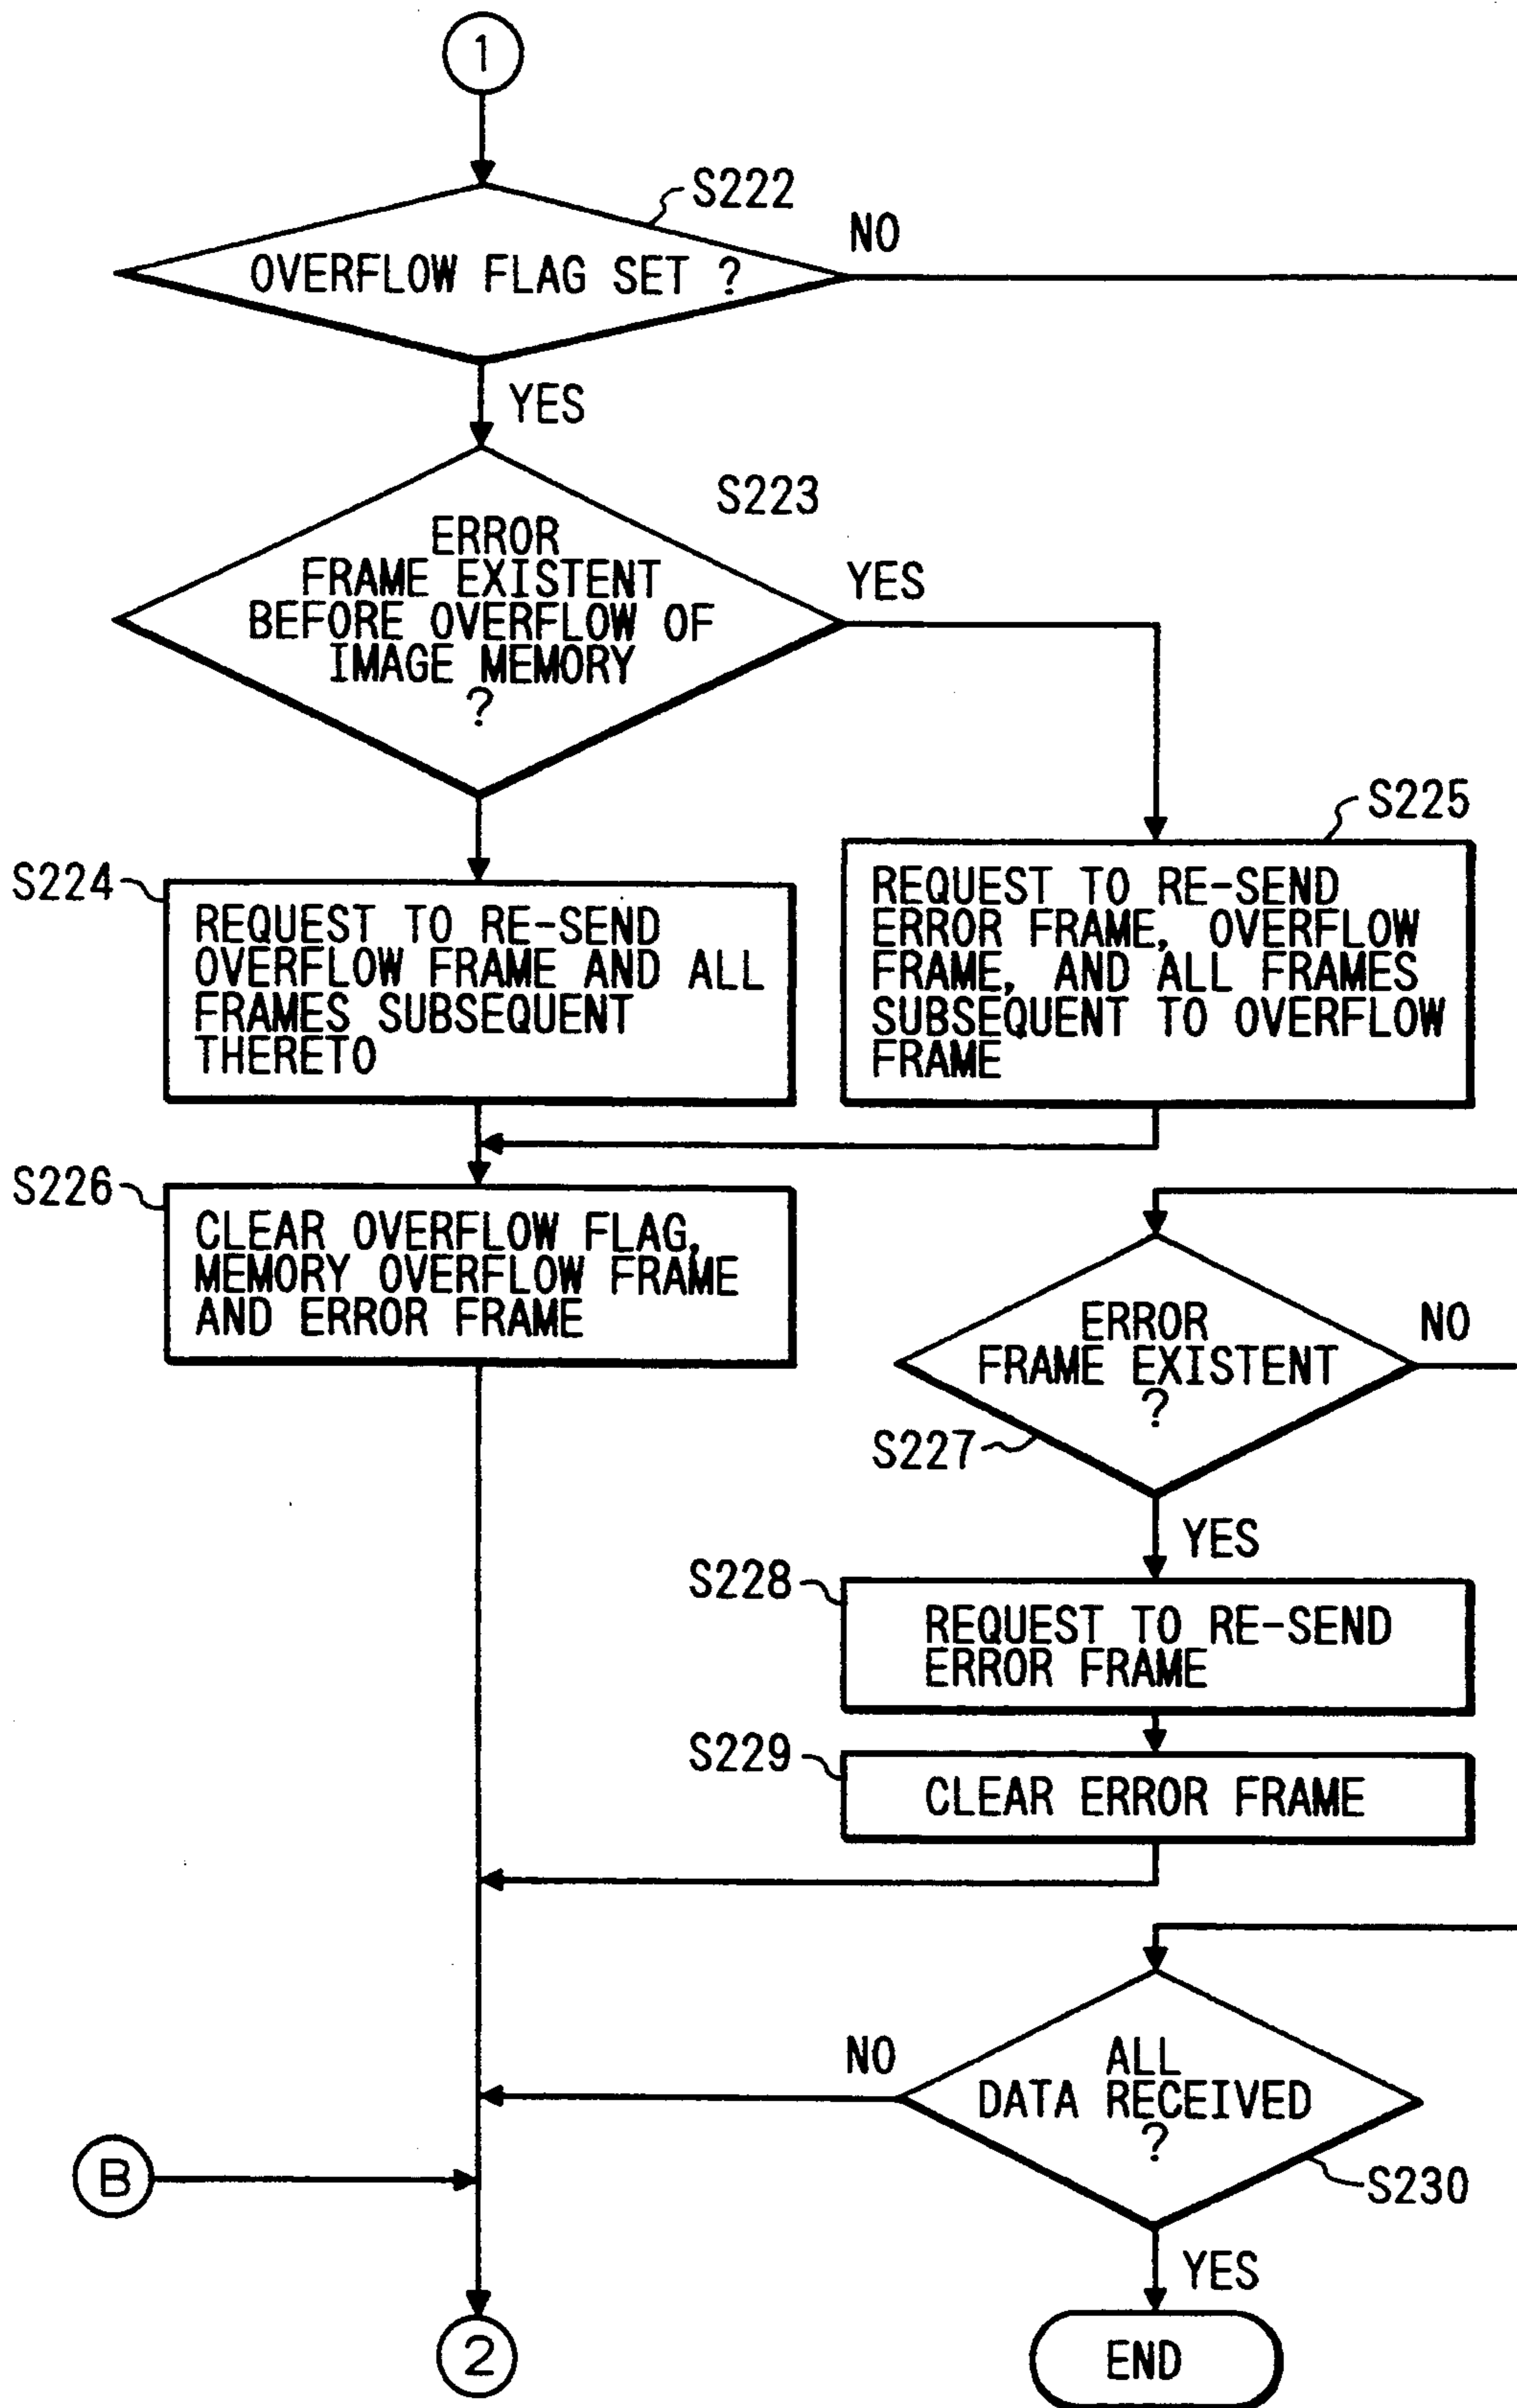 1
S222
NO
OVERFLOW FLAG SET ?
YES
S223
ERROR
FRAME EXISTENT
BEFORE OVERFLOW OF
IMAGE MEMORY
?
YES
S224
REQUEST TO RE-SEND
OVERFLOW FRAME AND ALL
FRAMES SUBSEQUENT
THERETO
S225
REQUEST TO RE-SEND
ERROR FRAME, OVERFLOW
FRAME, AND ALL FRAMES
SUBSEQUENT TO OVERFLOW
FRAME
S226
CLEAR OVERFLOW FLAG,
MEMORY OVERFLOW FRAME
AND ERROR FRAME
ERROR
FRAME EXISTENT
?
NO
S227
YES
S228
REQUEST TO RE-SEND
ERROR FRAME
S229
CLEAR ERROR FRAME
NO
ALL
DATA RECEIVED
?
B
S230
YES
2
END